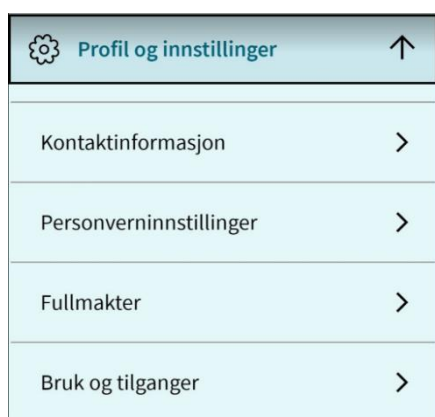 Profil og innstillinger
Kontaktinformasjon
Personverninnstillinger
Fullmakter
Bruk og tilganger